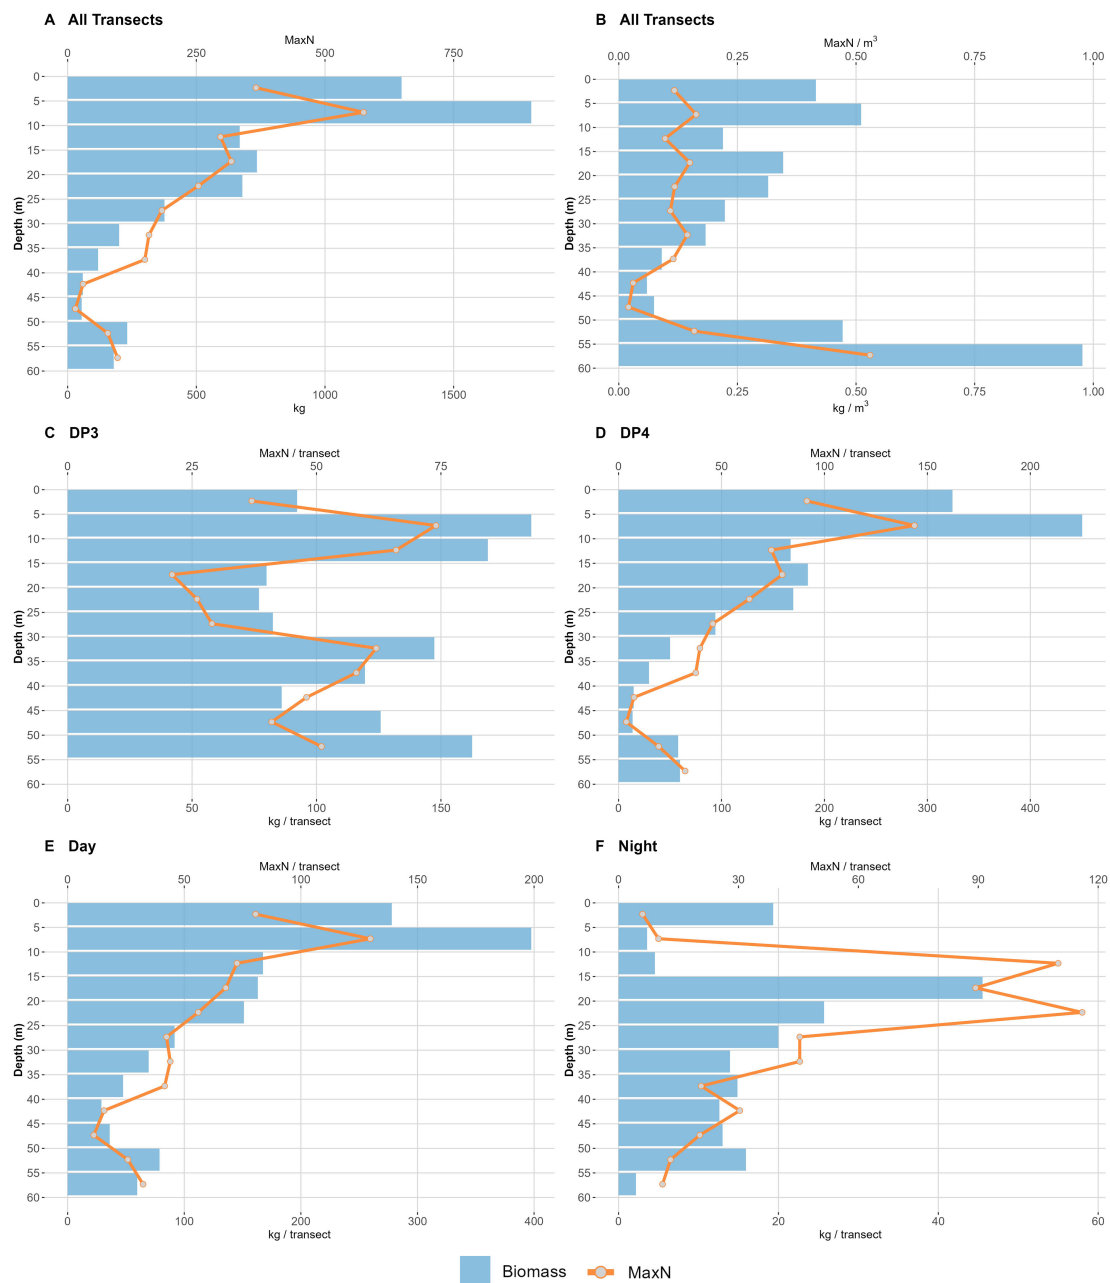 A All Transects
MaxN
0 250 500 750
0
5
10
15
20
25
30
35
40
45
50
55
60
Depth (m)
0 500 1000 1500
kg
B All Transects
MaxN / m³
0.00 0.25 0.50 0.75 1.00
0
5
10
15
20
25
30
35
40
45
50
55
60
Depth (m)
0.00 0.25 0.50 0.75 1.00
kg / m³
C DP3
MaxN / transect
0 25 50 75
0
5
10
15
20
25
30
35
40
45
50
55
60
Depth (m)
0 50 100 150
kg / transect
D DP4
MaxN / transect
0 50 100 150 200
0
5
10
15
20
25
30
35
40
45
50
55
60
Depth (m)
0 100 200 300 400
kg / transect
E Day
MaxN / transect
0 50 100 150 200
0
5
10
15
20
25
30
35
40
45
50
55
60
Depth (m)
0 100 200 300 400
kg / transect
F Night
MaxN / transect
0 30 60 90 120
0
5
10
15
20
25
30
35
40
45
50
55
60
Depth (m)
0 20 40 60
kg / transect
Biomass MaxN